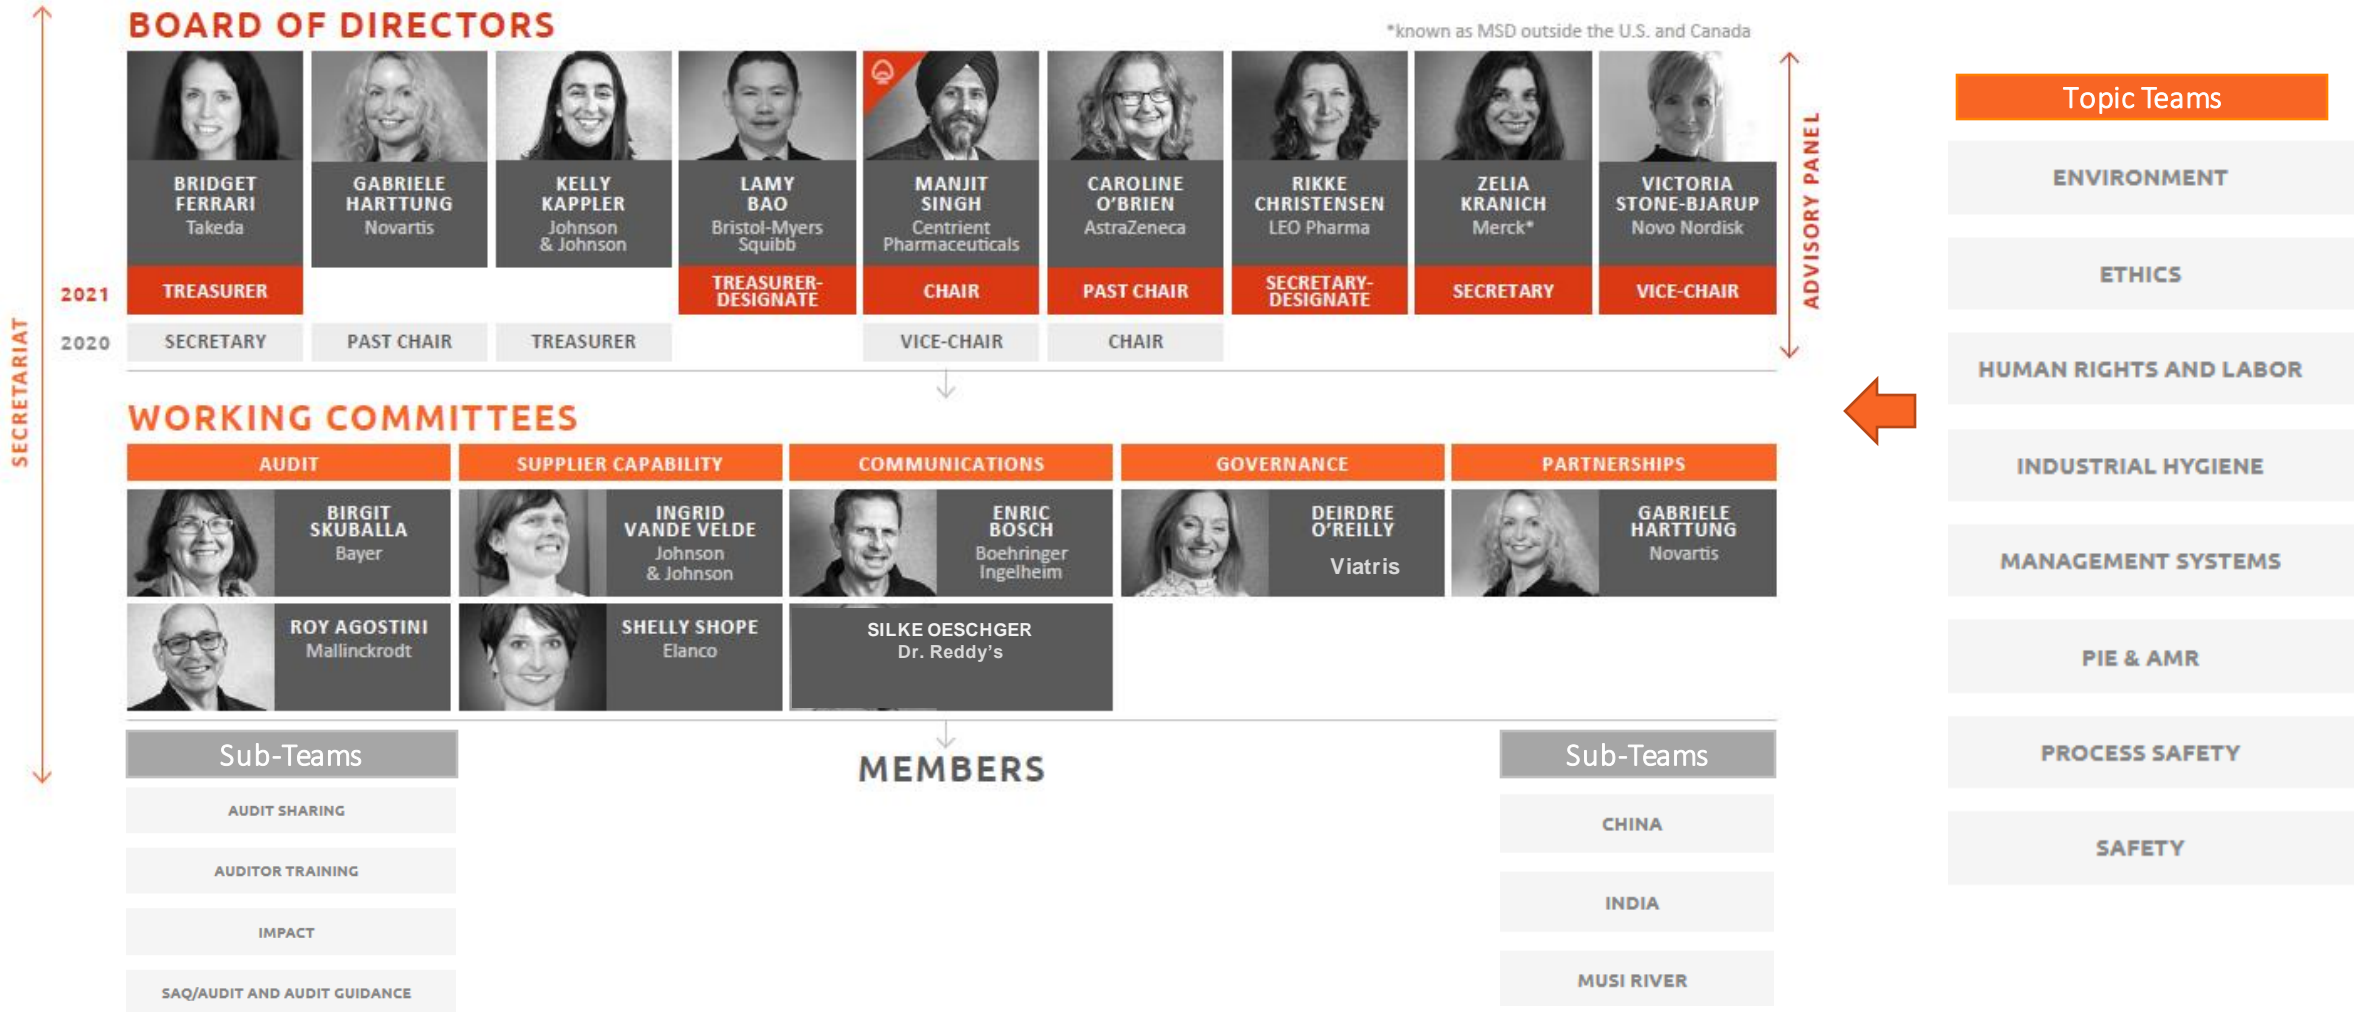 BOARD OF DIRECTORS
*known as MSD outside the U.S. and Canada
BRIDGET
FERRARI
Takeda
GABRIELE
HARTTUNG
Novartis
KELLY
KAPPLER
Johnson
& Johnson
LAMY
BAO
Bristol-Myers
Squibb
MANJIT
SINGH
Centrient
Pharmaceuticals
CAROLINE
O'BRIEN
AstraZeneca
RIKKE
CHRISTENSEN
LEO Pharma
ZELIA
KRANICH
Merck*
VICTORIA
STONE-BJARUP
Novo Nordisk
2021
TREASURER
TREASURER-
DESIGNATE
CHAIR
PAST CHAIR
SECRETARY-
DESIGNATE
SECRETARY
VICE-CHAIR
2020
SECRETARY
PAST CHAIR
TREASURER
VICE-CHAIR
CHAIR
ADVISORY PANEL
SECRETARIAT
WORKING COMMITTEES
AUDIT
SUPPLIER CAPABILITY
COMMUNICATIONS
GOVERNANCE
PARTNERSHIPS
BIRGIT
SKUBALLA
Bayer
INGRID
VANDE VELDE
Johnson
& Johnson
ENRIC
BOSCH
Boehringer
Ingelheim
DEIRDRE
O'REILLY
Viatris
GABRIELE
HARTTUNG
Novartis
ROY AGOSTINI
Mallinckrodt
SHELLY SHOPE
Elanco
SILKE OESCHGER
Dr. Reddy's
Sub-Teams
AUDIT SHARING
AUDITOR TRAINING
IMPACT
SAQ/AUDIT AND AUDIT GUIDANCE
MEMBERS
Sub-Teams
CHINA
INDIA
MUSI RIVER
Topic Teams
ENVIRONMENT
ETHICS
HUMAN RIGHTS AND LABOR
INDUSTRIAL HYGIENE
MANAGEMENT SYSTEMS
PIE & AMR
PROCESS SAFETY
SAFETY